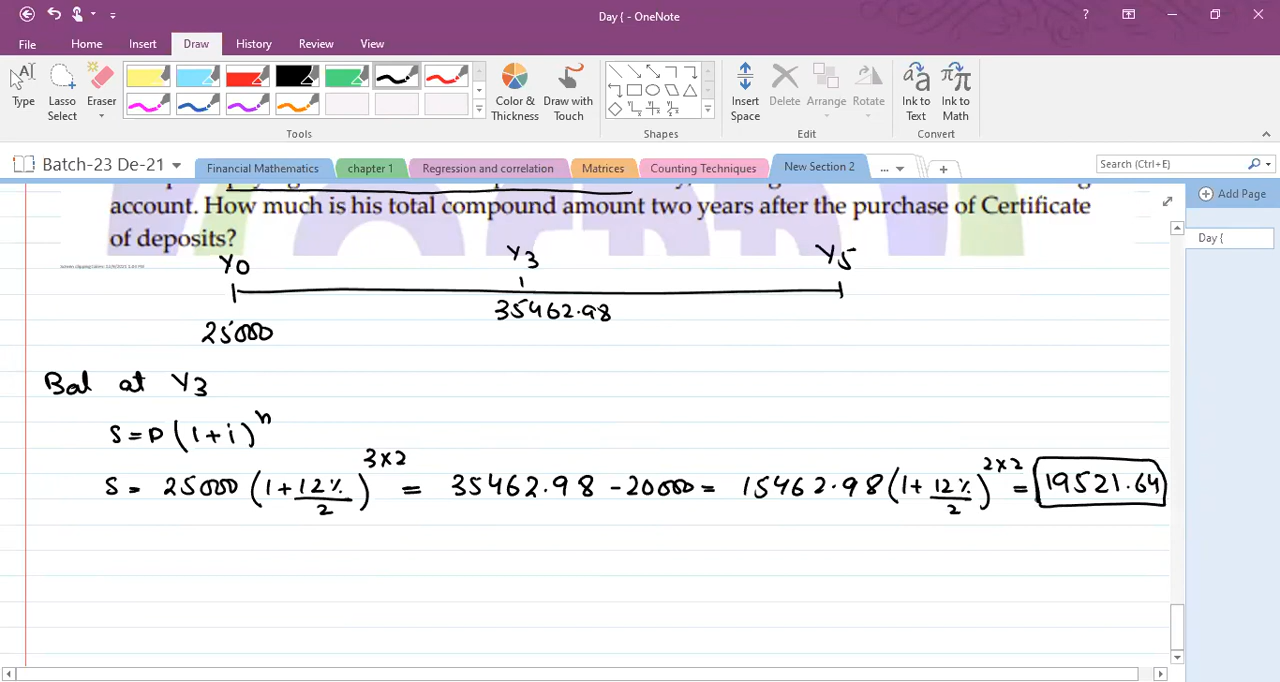 Day { - OneNote
File Home Insert Draw History Review View
Type Lasso Select Eraser Color & Thickness Draw with Touch Insert Space Delete Arrange Rotate Ink to Text Ink to Math
Tools Shapes Edit Convert
Batch-23 De-21 Financial Mathematics chapter 1 Regression and correlation Matrices Counting Techniques New Section 2 ... Search (Ctrl+E)
Add Page
Day {
account. How much is his total compound amount two years after the purchase of Certificate
of deposits?
Y0 Y3 Y5
25000 35462.98
Bal at Y3
S = P (1+i)^n
S = 25000 (1+12%/2)^3×2 = 35462.98 - 20000 = 15462.98 (1+12%/2)^2×2 = 19521.64